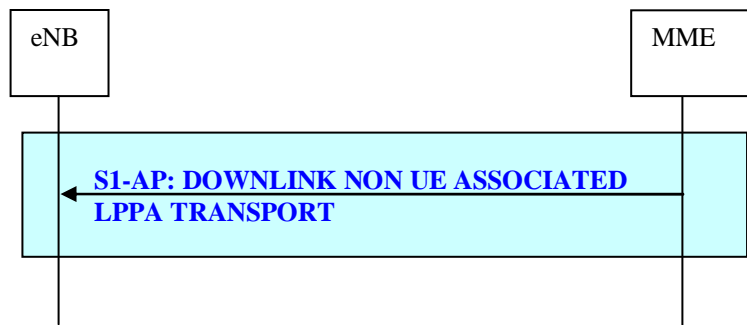 eNB
MME
S1-AP: DOWNLINK NON UE ASSOCIATED
LPPA TRANSPORT